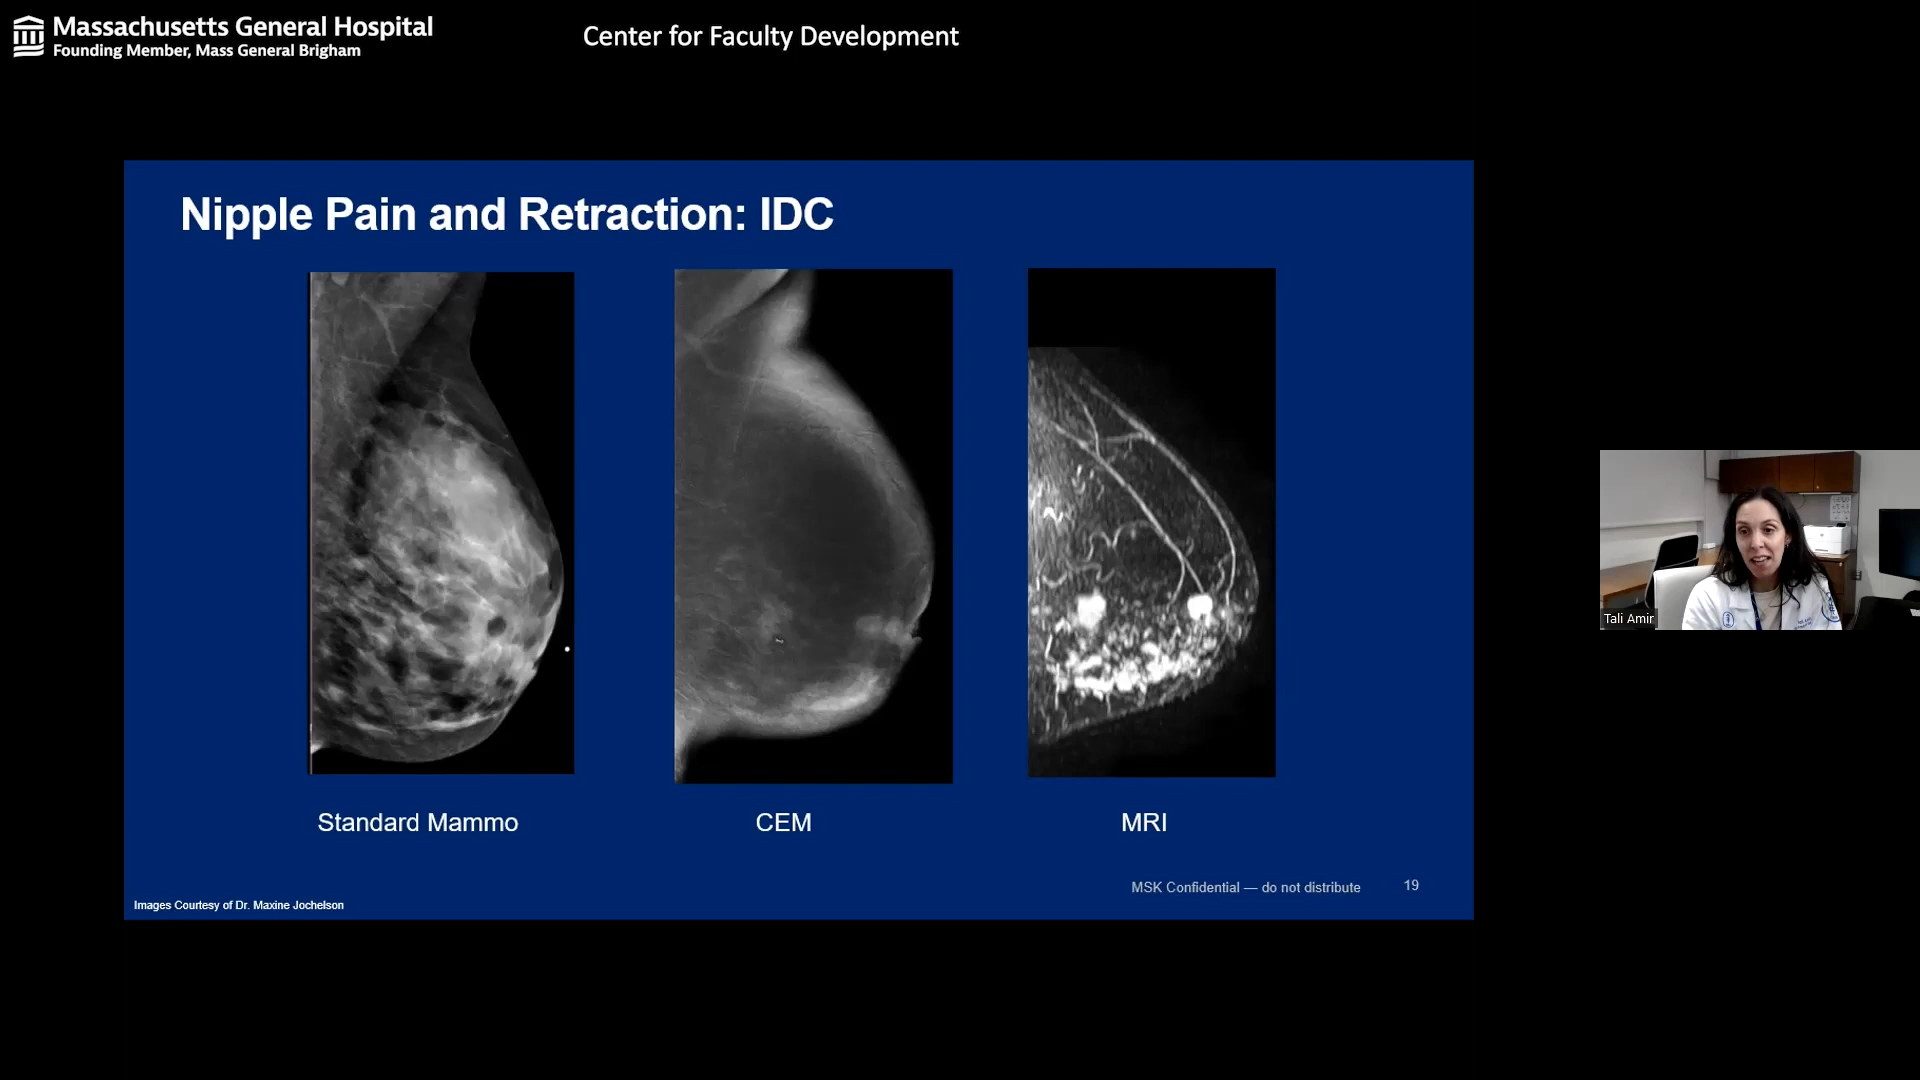 Massachusetts General Hospital
Founding Member, Mass General Brigham
Center for Faculty Development
Nipple Pain and Retraction: IDC
Standard Mammo
CEM
MRI
MSK Confidential — do not distribute
19
Images Courtesy of Dr. Maxine Jochelson
Tali Amir